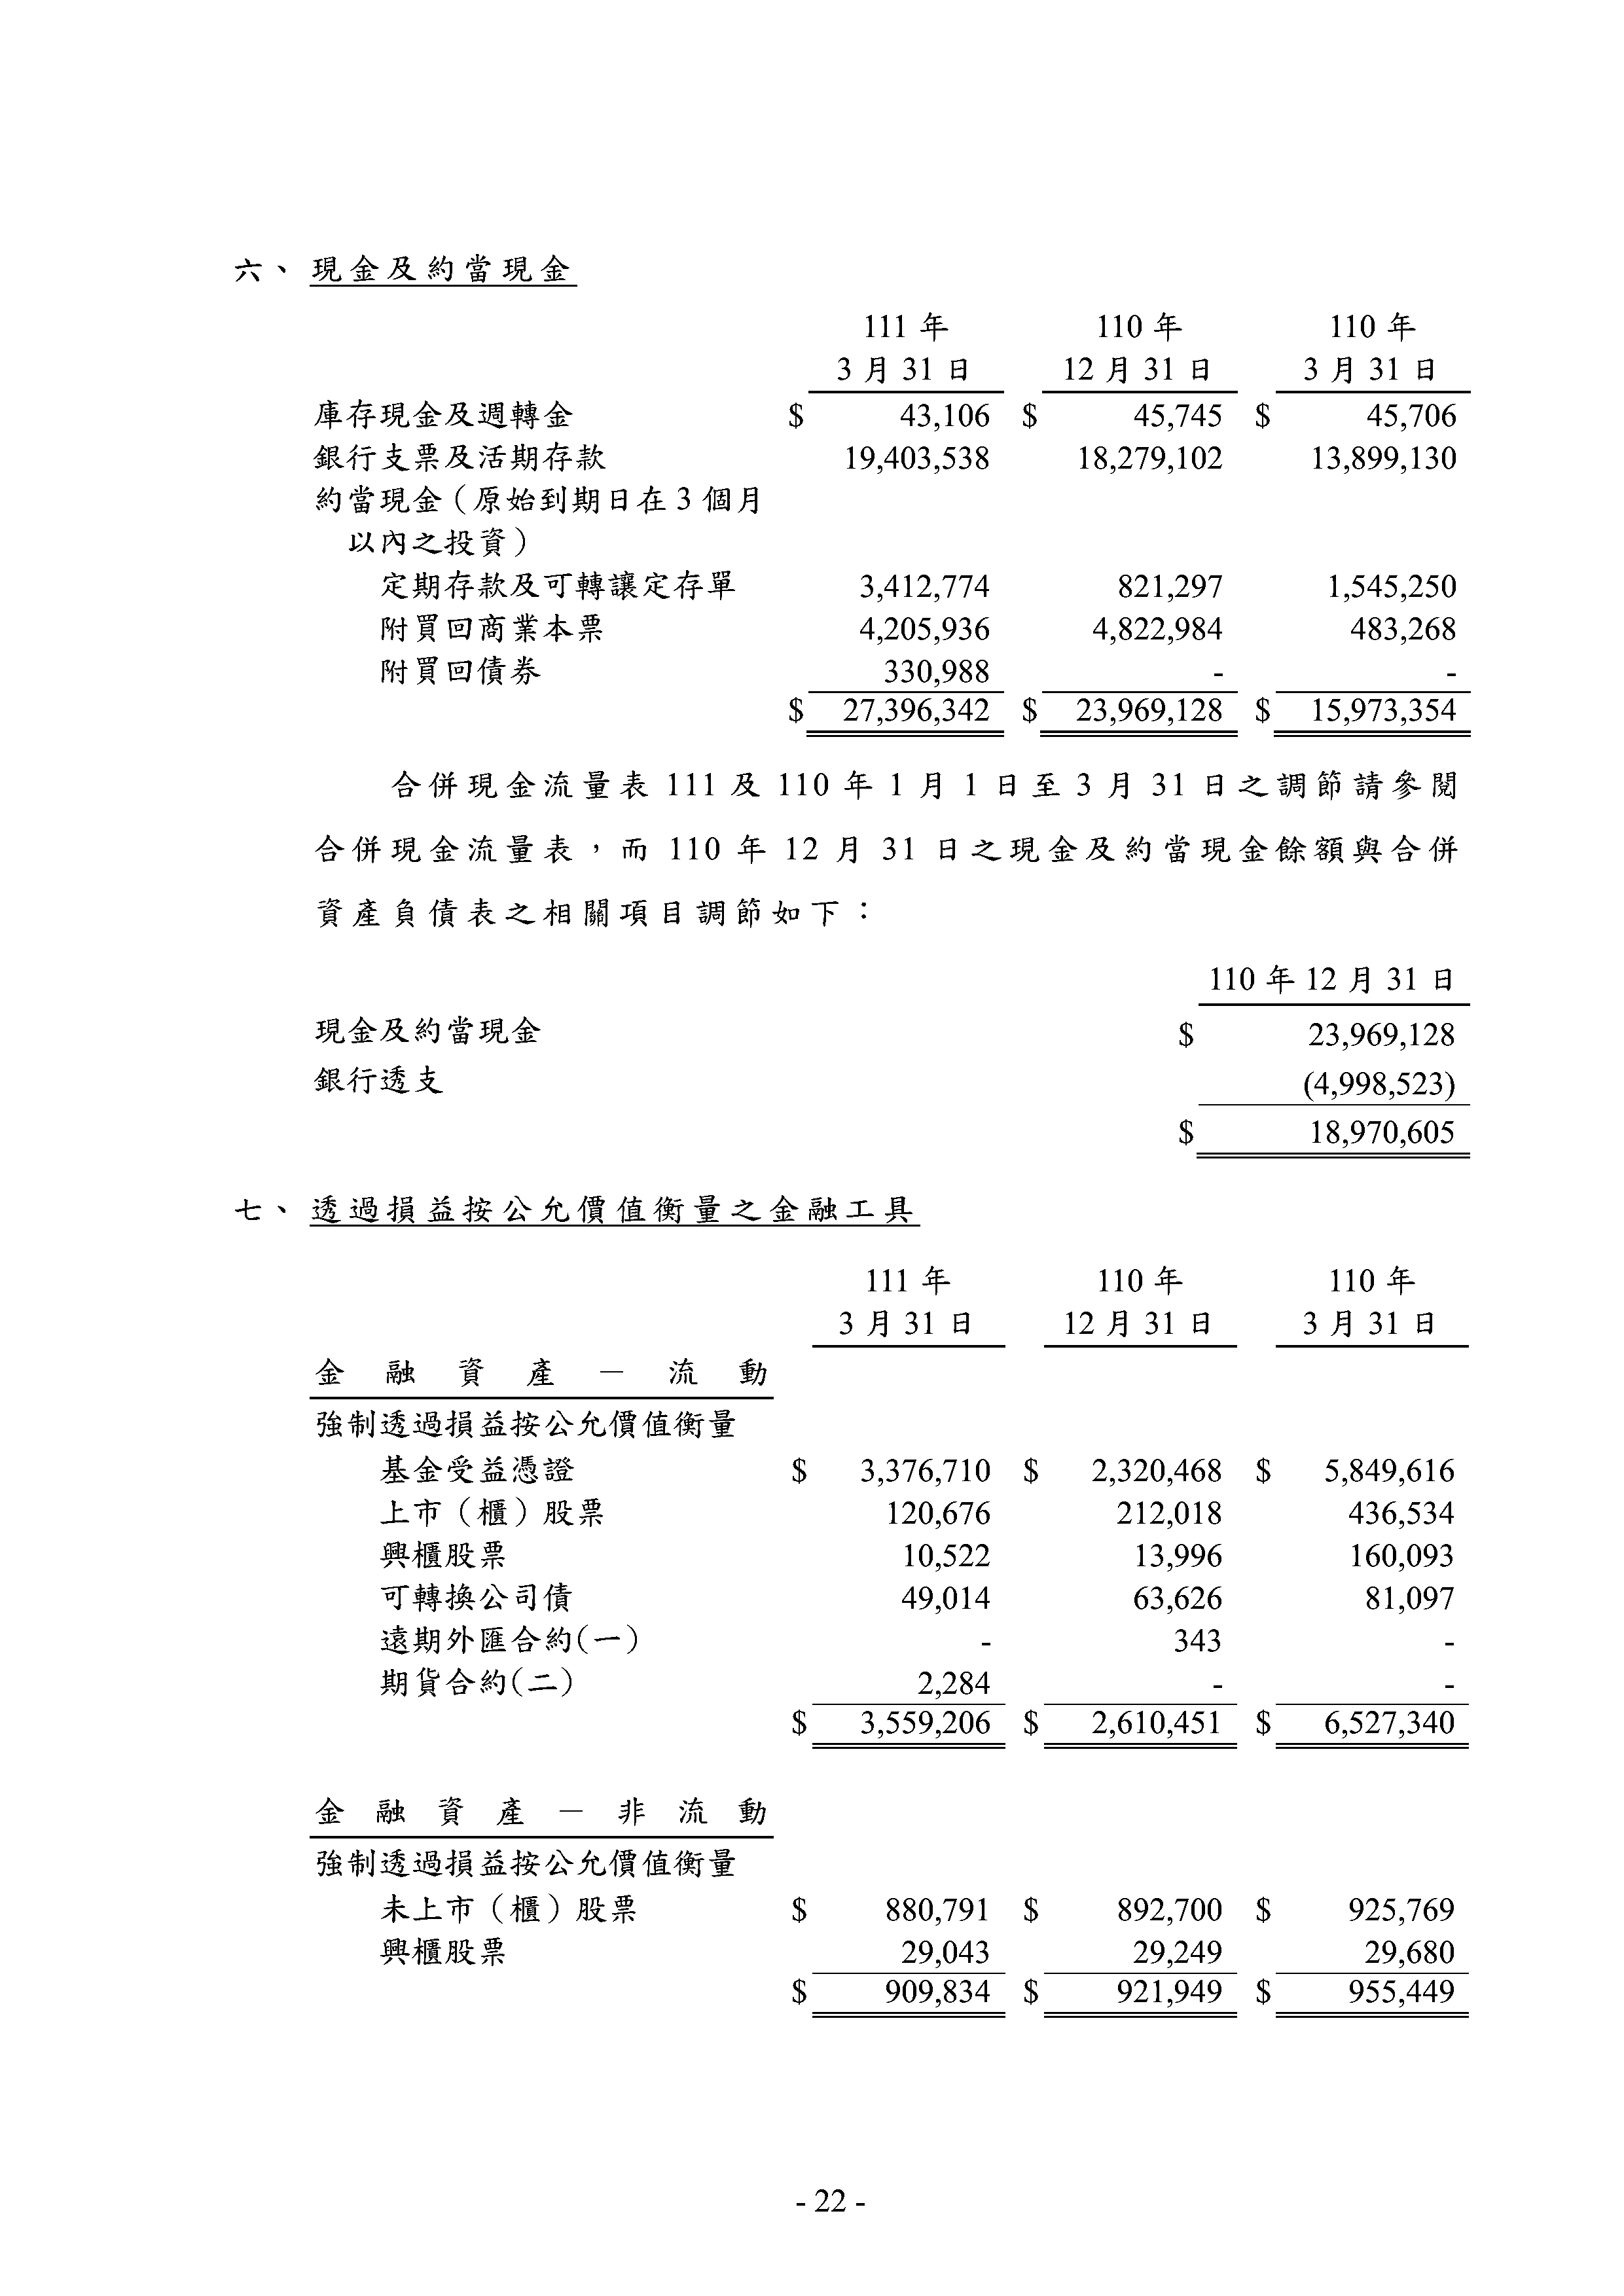 六、現金及約當現金
111 年 110 年 110 年
3 月 31 日 12 月 31 日 3 月 31 日
庫存現金及週轉金 $ 43,106 $ 45,745 $ 45,706
銀行支票及活期存款 19,403,538 18,279,102 13,899,130
約當現金（原始到期日在 3 個月
以內之投資）
定期存款及可轉讓定存單 3,412,774 821,297 1,545,250
附買回商業本票 4,205,936 4,822,984 483,268
附買回債券 330,988 - -
$ 27,396,342 $ 23,969,128 $ 15,973,354
合併現金流量表 111 及 110 年 1 月 1 日至 3 月 31 日之調節請參閱
合併現金流量表，而 110 年 12 月 31 日之現金及約當現金餘額與合併
資產負債表之相關項目調節如下：
110 年 12 月 31 日
現金及約當現金 $ 23,969,128
銀行透支 (4,998,523)
$ 18,970,605
七、透過損益按公允價值衡量之金融工具
111 年 110 年 110 年
3 月 31 日 12 月 31 日 3 月 31 日
金融資產－流動
強制透過損益按公允價值衡量
基金受益憑證 $ 3,376,710 $ 2,320,468 $ 5,849,616
上市（櫃）股票 120,676 212,018 436,534
興櫃股票 10,522 13,996 160,093
可轉換公司債 49,014 63,626 81,097
遠期外匯合約(一) - 343 -
期貨合約(二) 2,284 - -
$ 3,559,206 $ 2,610,451 $ 6,527,340
金融資產－非流動
強制透過損益按公允價值衡量
未上市（櫃）股票 $ 880,791 $ 892,700 $ 925,769
興櫃股票 29,043 29,249 29,680
$ 909,834 $ 921,949 $ 955,449
- 22 -